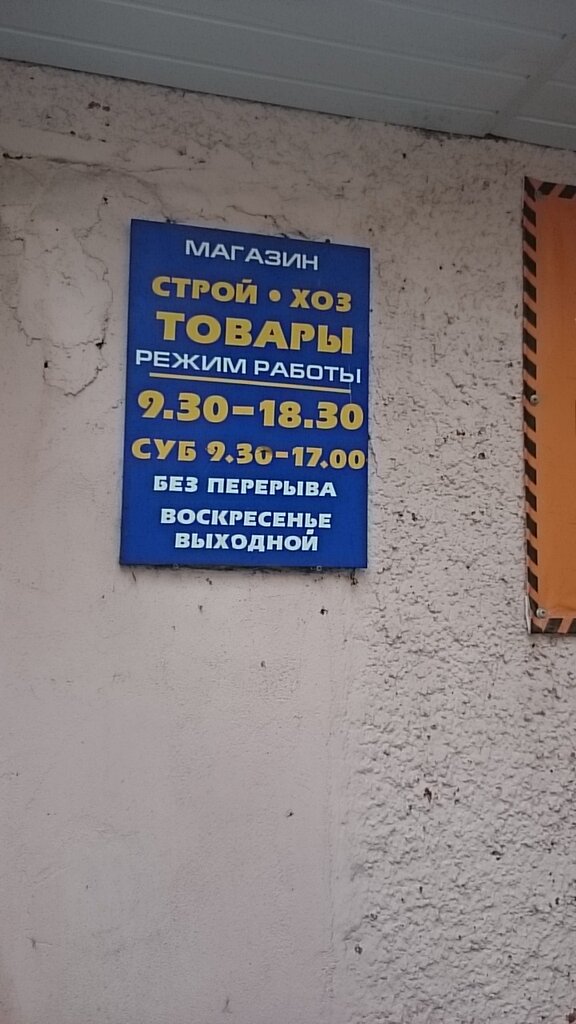 МАГАЗИН
СТРОЙ • ХОЗ
ТОВАРЫ
РЕЖИМ РАБОТЫ
9.30-18.30
СУБ 9.30-17.00
БЕЗ ПЕРЕРЫВА
ВОСКРЕСЕНЬЕ
ВЫХОДНОЙ